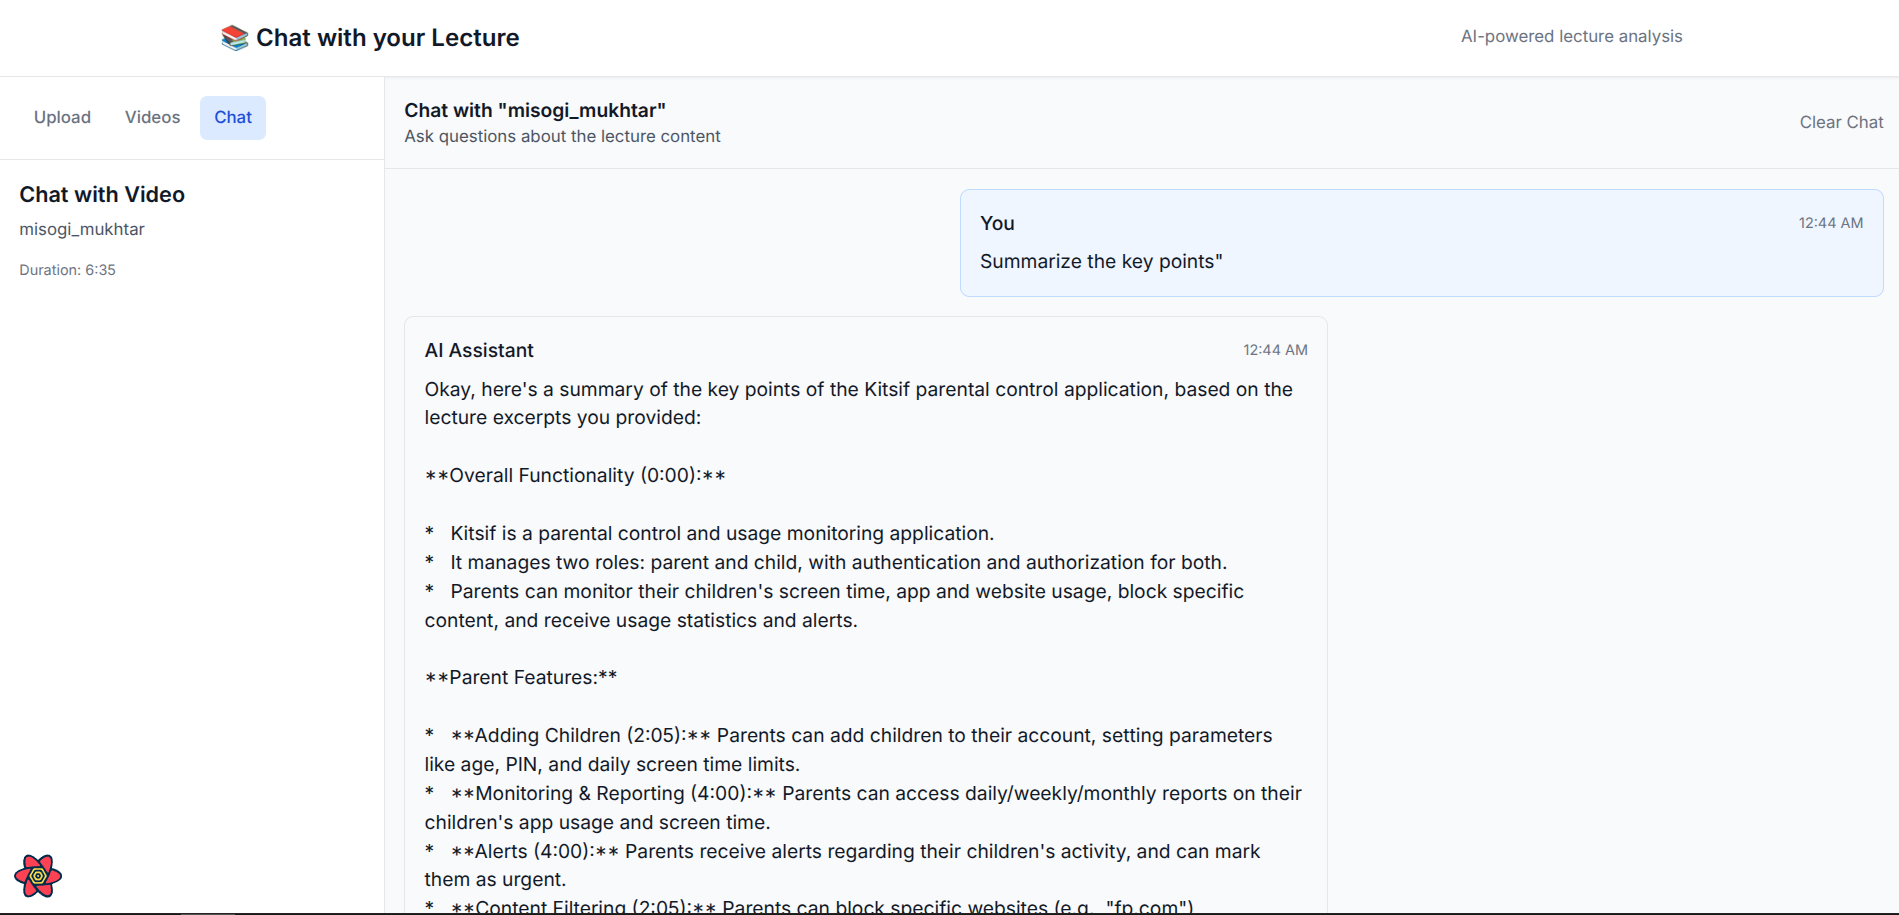 📚 Chat with your Lecture
AI-powered lecture analysis
Upload Videos Chat
Chat with Video
misogi_mukhtar
Duration: 6:35
Chat with "misogi_mukhtar"
Ask questions about the lecture content
Clear Chat
You 12:44 AM
Summarize the key points"
AI Assistant 12:44 AM
Okay, here's a summary of the key points of the Kitsif parental control application, based on the
lecture excerpts you provided:
**Overall Functionality (0:00):**
* Kitsif is a parental control and usage monitoring application.
* It manages two roles: parent and child, with authentication and authorization for both.
* Parents can monitor their children's screen time, app and website usage, block specific
content, and receive usage statistics and alerts.
**Parent Features:**
* **Adding Children (2:05):** Parents can add children to their account, setting parameters
like age, PIN, and daily screen time limits.
* **Monitoring & Reporting (4:00):** Parents can access daily/weekly/monthly reports on their
children's app usage and screen time.
* **Alerts (4:00):** Parents receive alerts regarding their children's activity, and can mark
them as urgent.
* **Content Filtering (2:05):** Parents can block specific websites (e.g., "fp.com")